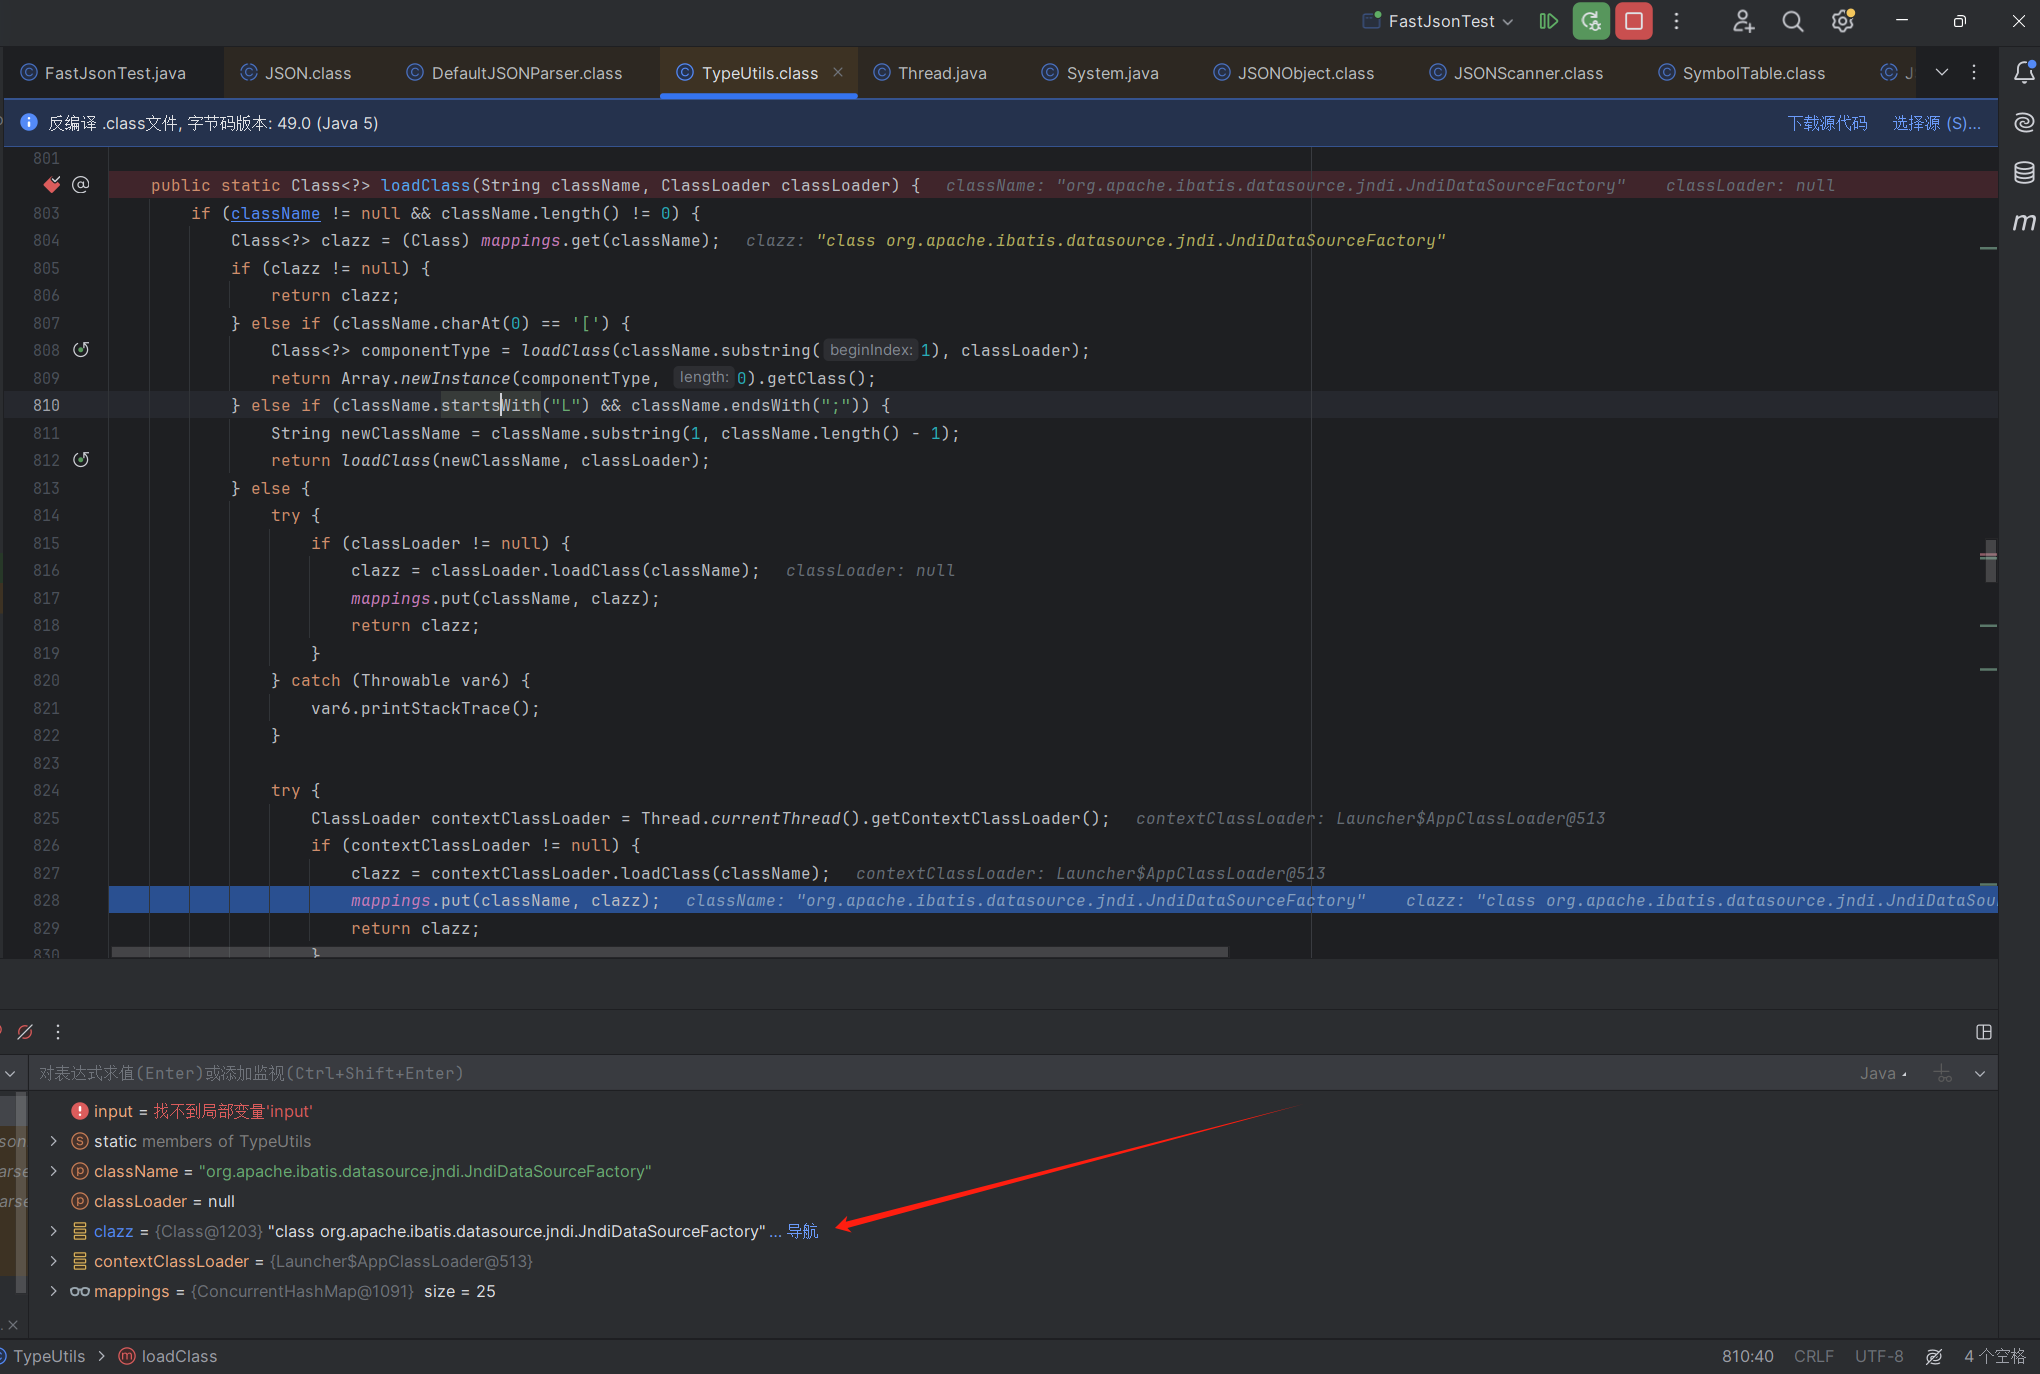 FastJsonTest
FastJsonTest.java JSON.class DefaultJSONParser.class TypeUtils.class Thread.java System.java JSONObject.class JSONScanner.class SymbolTable.class J
反编译 .class文件, 字节码版本: 49.0 (Java 5) 下载源代码 选择源 (S)...
801
@ public static Class<?> loadClass(String className, ClassLoader classLoader) { className: "org.apache.ibatis.datasource.jndi.JndiDataSourceFactory" classLoader: null
803 if (className != null && className.length() != 0) {
804 Class<?> clazz = (Class) mappings.get(className); clazz: "class org.apache.ibatis.datasource.jndi.JndiDataSourceFactory"
805 if (clazz != null) {
806 return clazz;
807 } else if (className.charAt(0) == '[') {
808 Class<?> componentType = loadClass(className.substring( beginIndex: 1), classLoader);
809 return Array.newInstance(componentType, length: 0).getClass();
810 } else if (className.startsWith("L") && className.endsWith(";")) {
811 String newClassName = className.substring(1, className.length() - 1);
812 return loadClass(newClassName, classLoader);
813 } else {
814 try {
815 if (classLoader != null) {
816 clazz = classLoader.loadClass(className); classLoader: null
817 mappings.put(className, clazz);
818 return clazz;
819 }
820 } catch (Throwable var6) {
821 var6.printStackTrace();
822 }
823
824 try {
825 ClassLoader contextClassLoader = Thread.currentThread().getContextClassLoader(); contextClassLoader: Launcher$AppClassLoader@513
826 if (contextClassLoader != null) {
827 clazz = contextClassLoader.loadClass(className); contextClassLoader: Launcher$AppClassLoader@513
828 mappings.put(className, clazz); className: "org.apache.ibatis.datasource.jndi.JndiDataSourceFactory" clazz: "class org.apache.ibatis.datasource.jndi.JndiDataSou
829 return clazz;
830 }
对表达式求值(Enter)或添加监视(Ctrl+Shift+Enter) Java
input = 找不到局部变量'input'
son static members of TypeUtils
arse className = "org.apache.ibatis.datasource.jndi.JndiDataSourceFactory"
arse classLoader = null
clazz = {Class@1203} "class org.apache.ibatis.datasource.jndi.JndiDataSourceFactory" ... 导航
contextClassLoader = {Launcher$AppClassLoader@513}
mappings = {ConcurrentHashMap@1091} size = 25
TypeUtils > loadClass 810:40 CRLF UTF-8 4 个空格